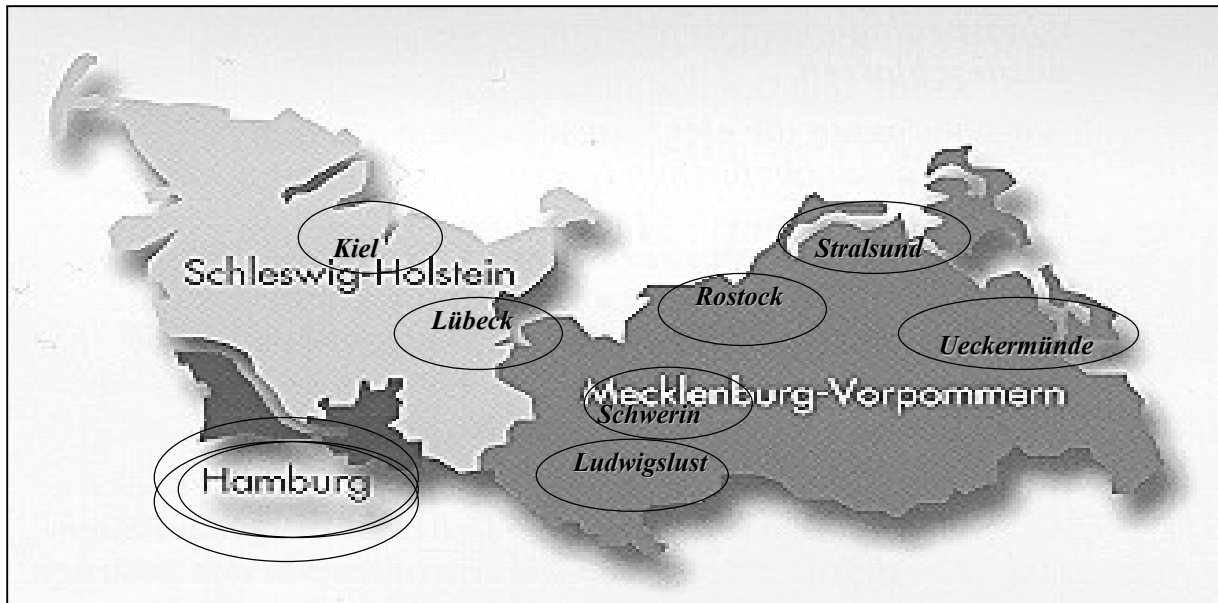 Kiel
Stralsund
Schleswig-Holstein
Rostock
Lübeck
Ueckermünde
Mecklenburg-Vorpommern
Schwerin
Ludwigslust
Hamburg